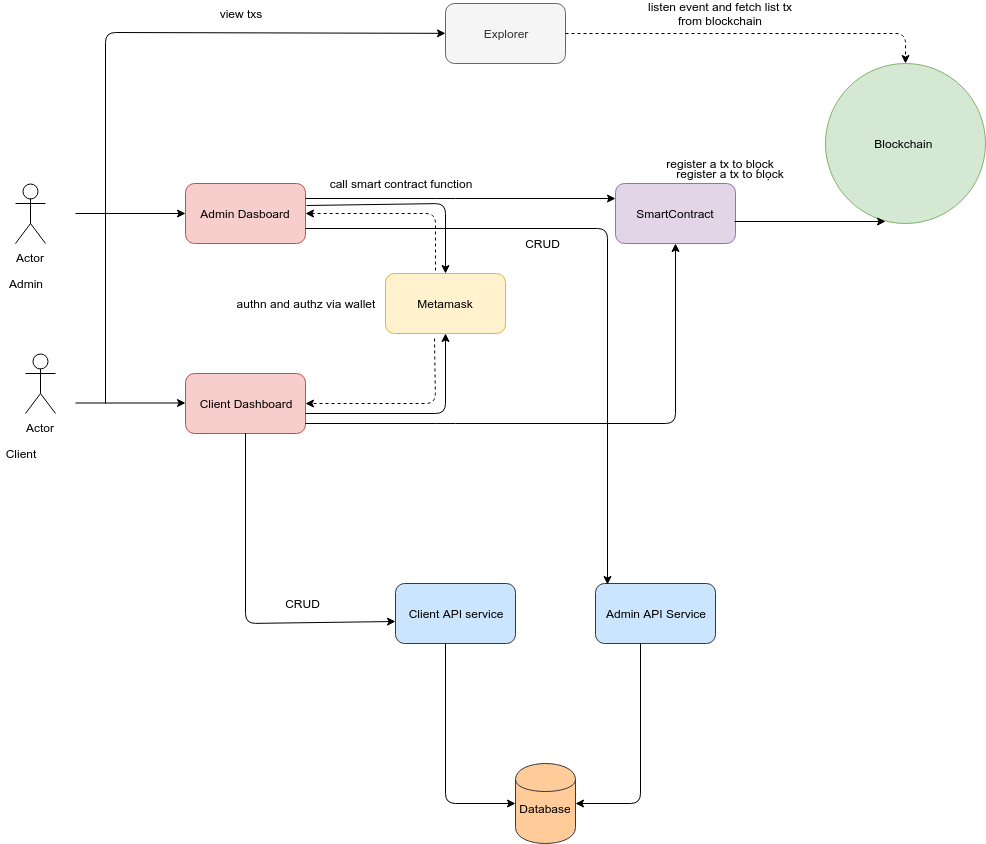 view txs
Explorer
listen event and fetch list tx
from blockchain
Blockchain
register a tx to block
register a tx to block
call smart contract function
Admin Dasboard
SmartContract
CRUD
Actor
Admin
authn and authz via wallet
Metamask
Client Dashboard
Actor
Client
CRUD
Client API service
Admin API Service
Database